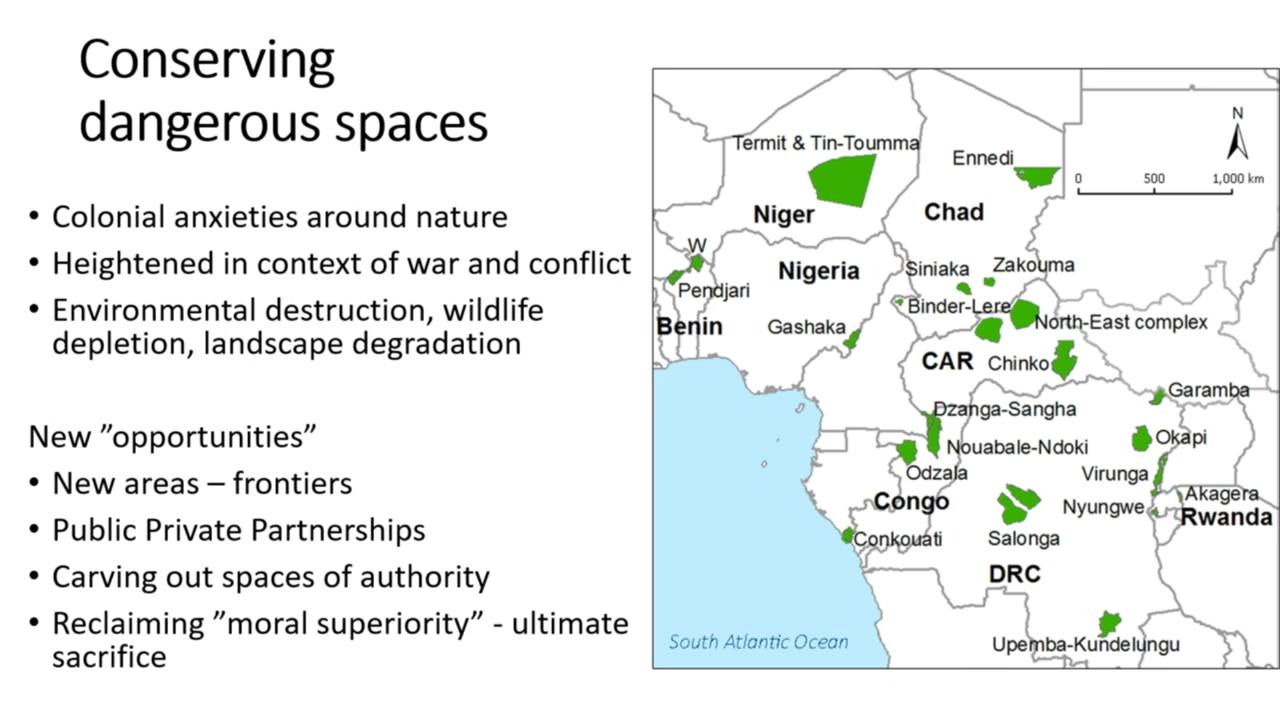 Conserving
dangerous spaces
• Colonial anxieties around nature
• Heightened in context of war and conflict
• Environmental destruction, wildlife
depletion, landscape degradation
New ”opportunities”
• New areas – frontiers
• Public Private Partnerships
• Carving out spaces of authority
• Reclaiming ”moral superiority” - ultimate
sacrifice
N
0 500 1,000 km
Termit & Tin-Toumma
Ennedi
Niger
Chad
W
Nigeria
Siniaka
Zakouma
Pendjari
Binder-Lere
Benin
Gashaka
North-East complex
CAR
Chinko
Garamba
Dzanga-Sangha
Okapi
Nouabale-Ndoki
Odzala
Virunga
Congo
Nyungwe
Akagera
Rwanda
Conkouati
Salonga
DRC
South Atlantic Ocean
Upemba-Kundelungu